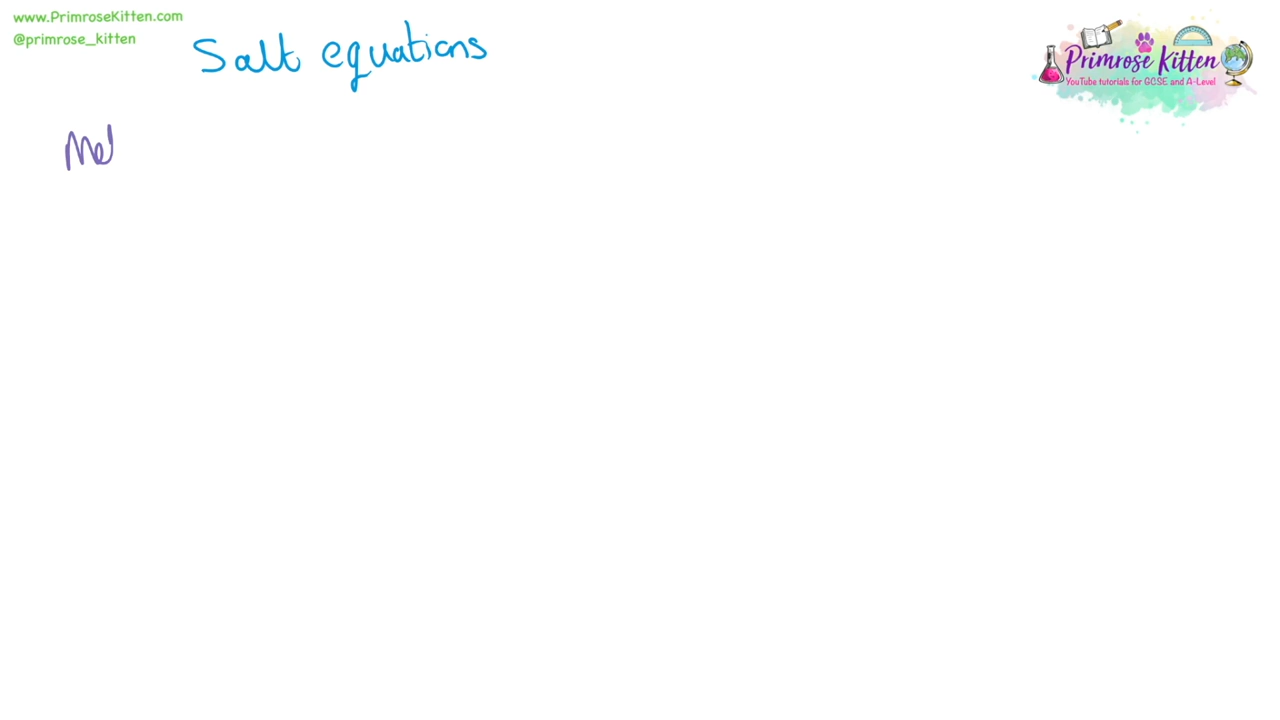 www.PrimroseKitten.com
@primrose_kitten
Salt equations
Primrose Kitten
YouTube tutorials for GCSE and A-Level